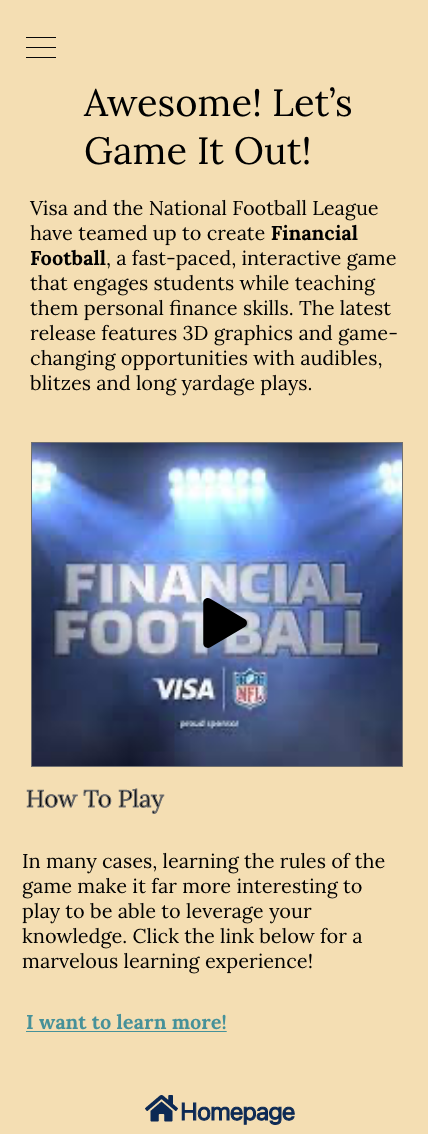 Awesome! Let’s
Game It Out!
Visa and the National Football League
have teamed up to create Financial
Football, a fast-paced, interactive game
that engages students while teaching
them personal finance skills. The latest
release features 3D graphics and game-
changing opportunities with audibles,
blitzes and long yardage plays.
FINANCIAL
FOOTBALL
VISA NFL
proud sponsor
How To Play
In many cases, learning the rules of the
game make it far more interesting to
play to be able to leverage your
knowledge. Click the link below for a
marvelous learning experience!
I want to learn more!
Homepage